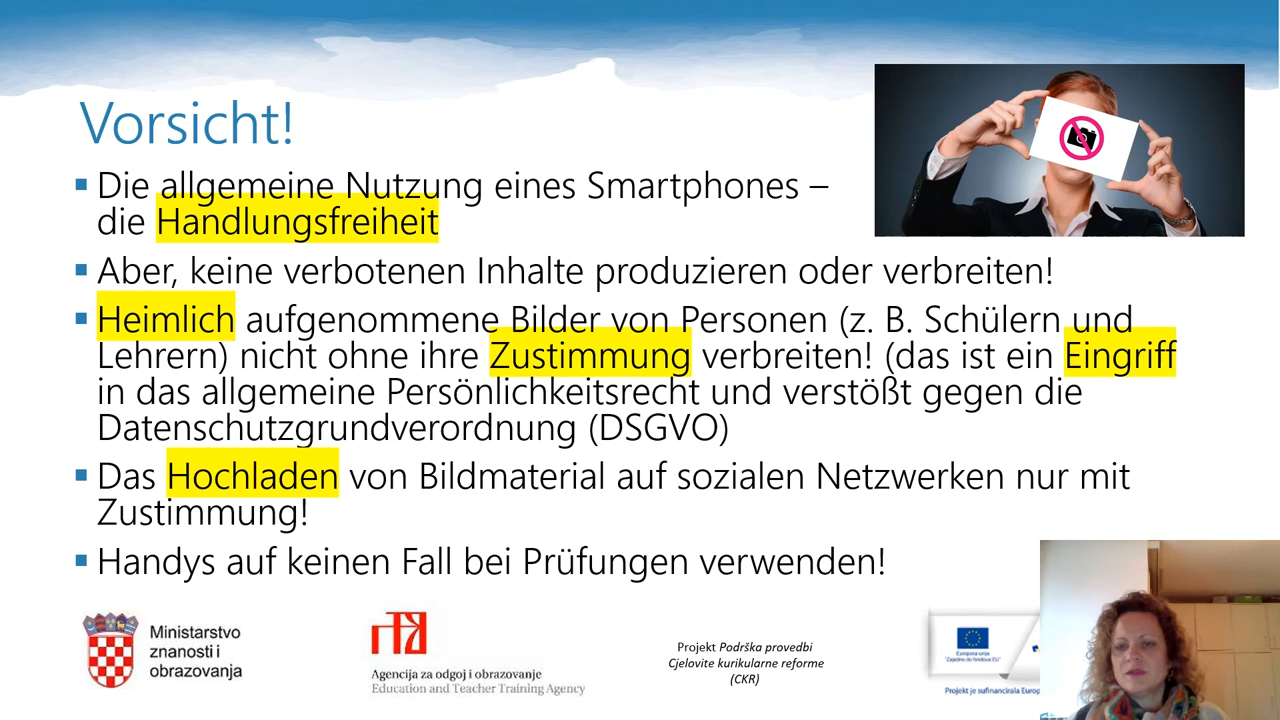 Vorsicht!
Die allgemeine Nutzung eines Smartphones –
die Handlungsfreiheit
Aber, keine verbotenen Inhalte produzieren oder verbreiten!
Heimlich aufgenommene Bilder von Personen (z. B. Schülern und
Lehrern) nicht ohne ihre Zustimmung verbreiten! (das ist ein Eingriff
in das allgemeine Persönlichkeitsrecht und verstößt gegen die
Datenschutzgrundverordnung (DSGVO)
Das Hochladen von Bildmaterial auf sozialen Netzwerken nur mit
Zustimmung!
Handys auf keinen Fall bei Prüfungen verwenden!
Ministarstvo
znanosti i
obrazovanja
Agencija za odgoj i obrazovanje
Education and Teacher Training Agency
Projekt Podrška provedbi
Cjelovite kurikularne reforme
(CKR)
Europska unija
"Zajedno do fondova EU"
Projekt je sufinancirala Europ